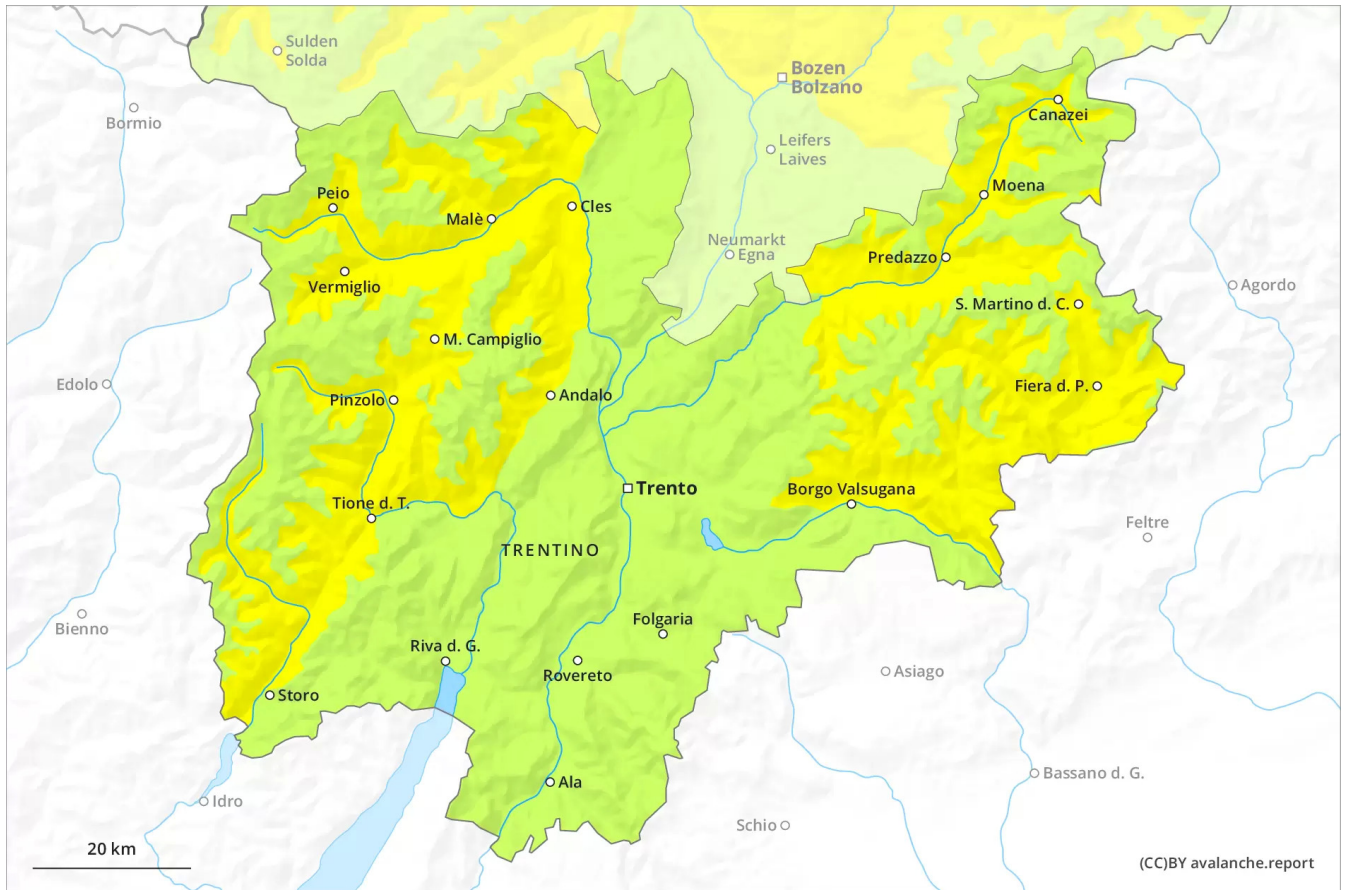 Sulden
Solda
Bozen
Bolzano
Bormio
Canazei
Leifers
Laives
Peio
Moena
Malè
Cles
Neumarkt
Egna
Predazzo
Vermiglio
Agordo
S. Martino d. C.
M. Campiglio
Edolo
Fiera d. P.
Andalo
Pinzolo
Trento
Borgo Valsugana
Tione d. T.
Feltre
TRENTINO
Bienno
Folgaria
Riva d. G.
Asiago
Rovereto
Storo
Bassano d. G.
Ala
Idro
Schio
20 km
(CC)BY avalanche.report